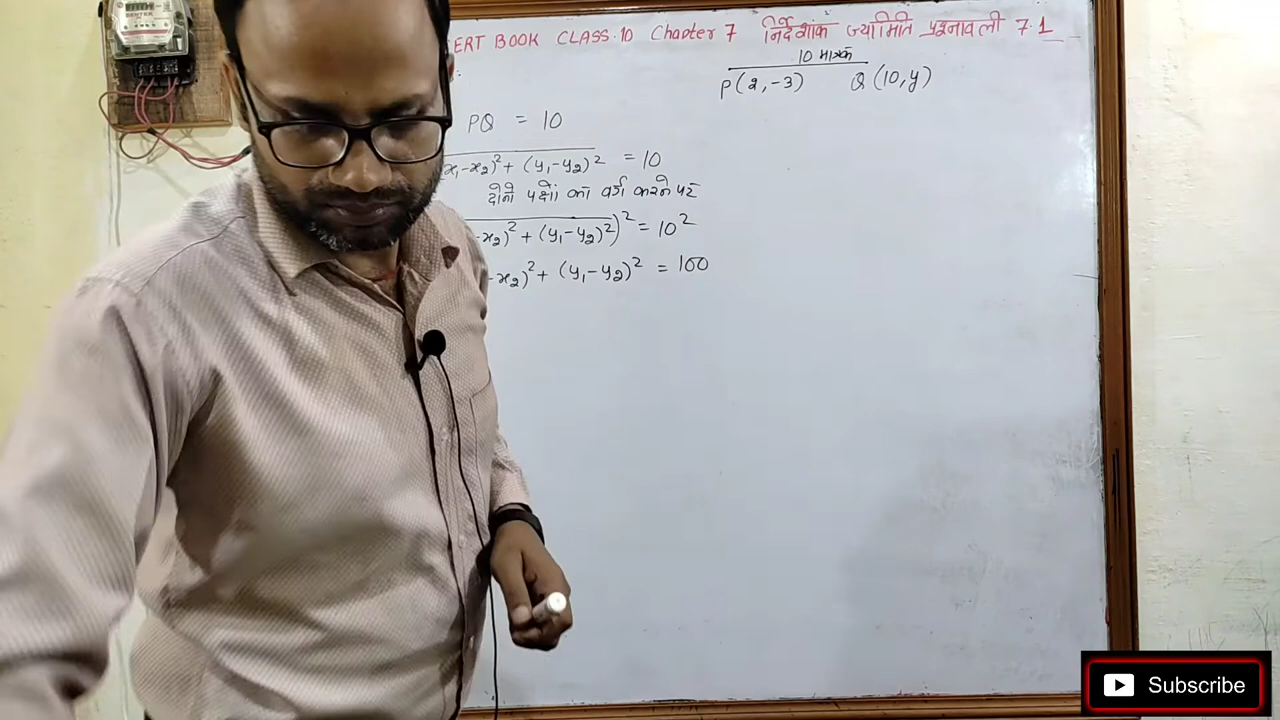 ERT BOOK CLASS.10 Chapter 7 निर्देशांक ज्यामिति प्रश्नावली 7.1
10 मात्रक
P(2,-3) Q(10,y)
PQ = 10
x₁-x₂)² + (y₁-y₂)² = 10
दोनो पक्षों का वर्ग करने पर
-x₂)² + (y₁-y₂)²)² = 10²
-x₂)² + (y₁-y₂)² = 100
Subscribe